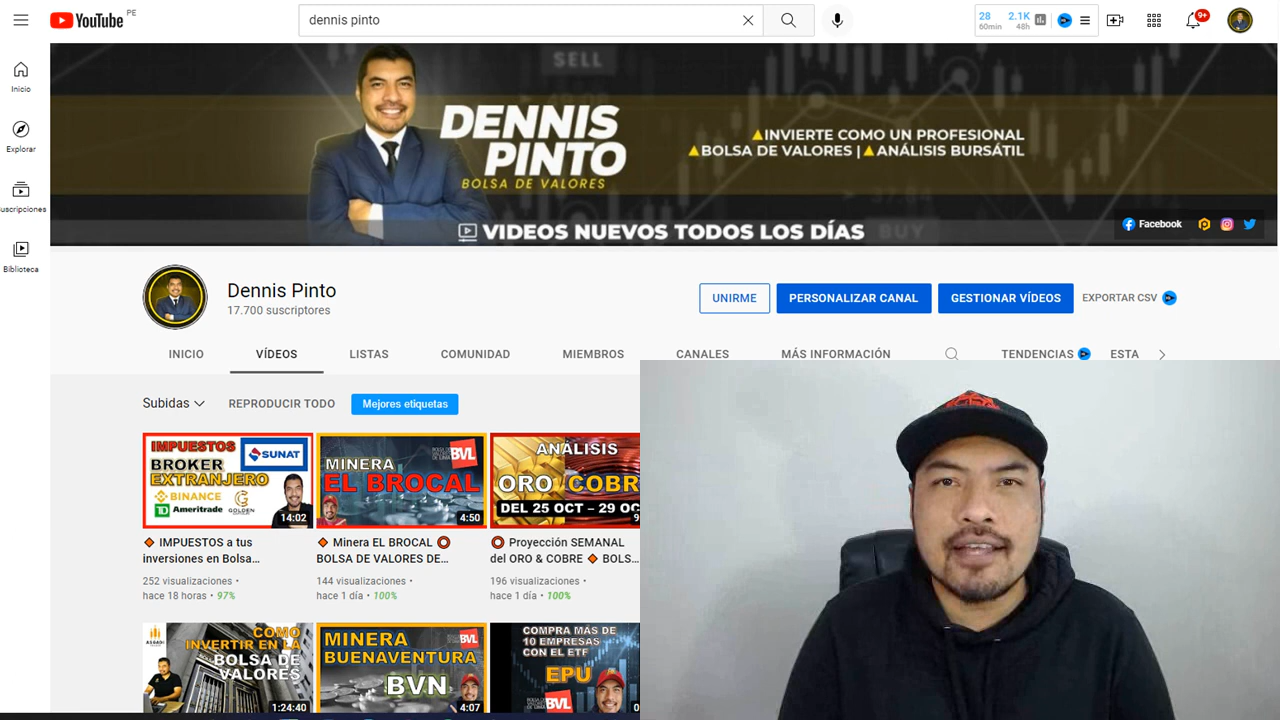 YouTube PE
dennis pinto
28 60min
2.1K 48h
9+
Inicio
Explorar
uscripciones
Biblioteca
SELL
DENNIS
PINTO
BOLSA DE VALORES
INVIERTE COMO UN PROFESIONAL
BOLSA DE VALORES | ANÁLISIS BURSÁTIL
VIDEOS NUEVOS TODOS LOS DÍAS
BUY
Facebook
Dennis Pinto
17.700 suscriptores
UNIRME
PERSONALIZAR CANAL
GESTIONAR VÍDEOS
EXPORTAR CSV
INICIO
VÍDEOS
LISTAS
COMUNIDAD
MIEMBROS
CANALES
MÁS INFORMACIÓN
TENDENCIAS
ESTA
Subidas
REPRODUCIR TODO
Mejores etiquetas
IMPUESTOS
SUNAT
BROKER
EXTRANJERO
BINANCE
Ameritrade
GOLDEN
14:02
IMPUESTOS a tus
inversiones en Bolsa...
252 visualizaciones •
hace 18 horas • 97%
BVL
MINERA
EL BROCAL
4:50
Minera EL BROCAL
BOLSA DE VALORES DE...
144 visualizaciones •
hace 1 día • 100%
ANÁLISIS
ORO COBR
DEL 25 OCT – 29 OC
9
Proyección SEMANAL
del ORO & COBRE BOLS...
196 visualizaciones •
hace 1 día • 100%
COMO
INVERTIR EN LA
BOLSA DE
VALORES
1:24:40
MINERA
BVL
BUENAVENTURA
BVN
4:07
COMPRA MÁS DE
10 EMPRESAS
CON EL ETF
EPU
BVL